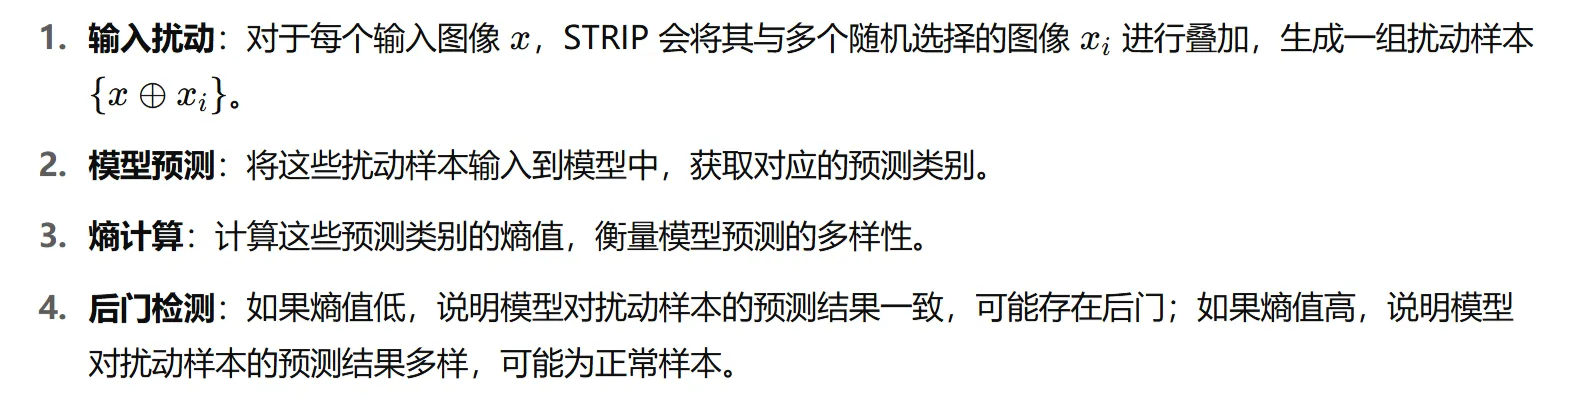 1. 输入扰动：对于每个输入图像 x，STRIP 会将其与多个随机选择的图像 xᵢ 进行叠加，生成一组扰动样本
{x ⊕ xᵢ}。
2. 模型预测：将这些扰动样本输入到模型中，获取对应的预测类别。
3. 熵计算：计算这些预测类别的熵值，衡量模型预测的多样性。
4. 后门检测：如果熵值低，说明模型对扰动样本的预测结果一致，可能存在后门；如果熵值高，说明模型
对扰动样本的预测结果多样，可能为正常样本。